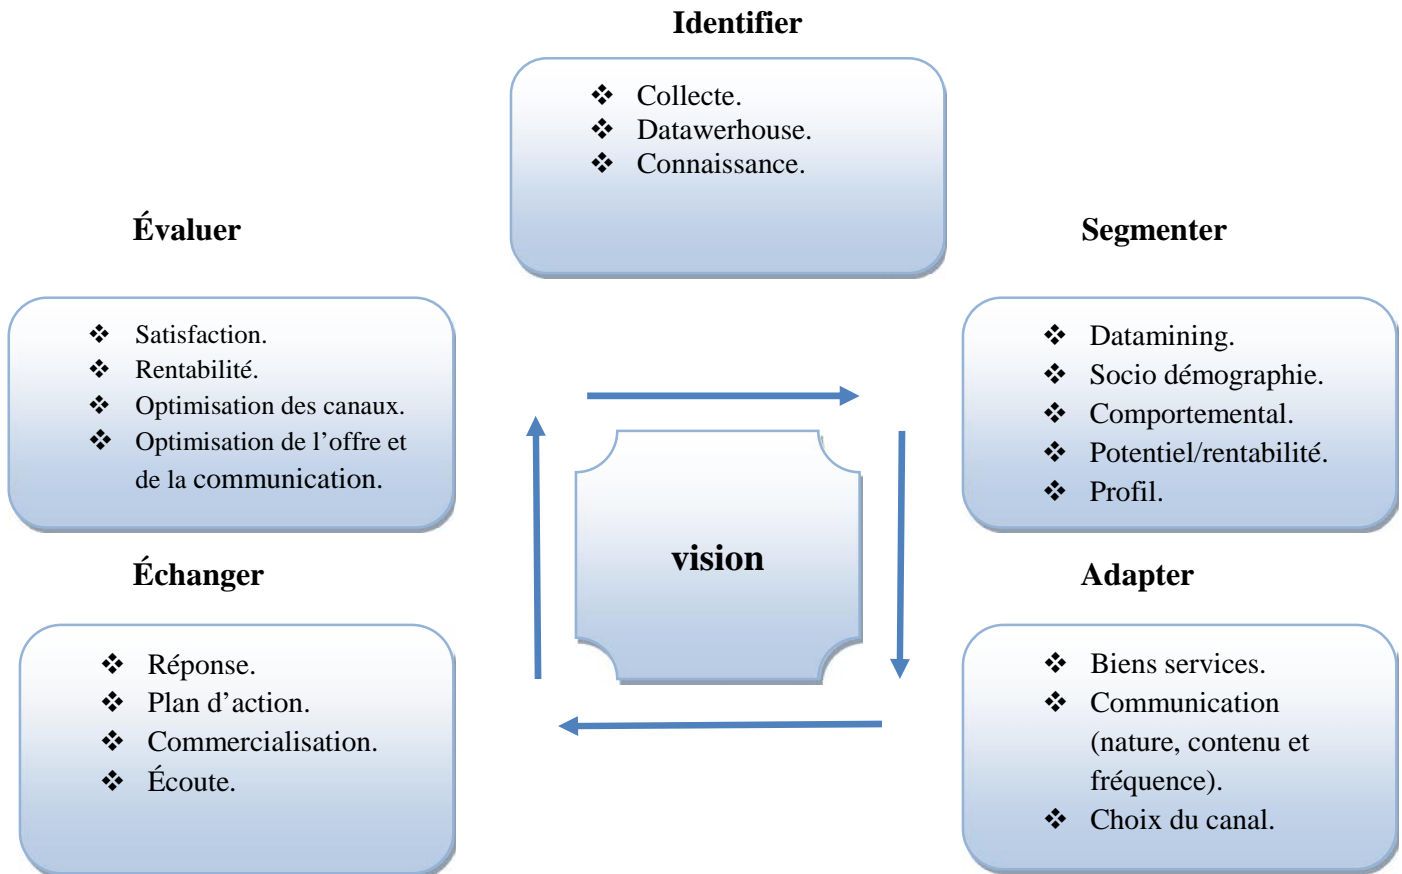 Identifier
❖ Collecte.
❖ Datawerhouse.
❖ Connaissance.
Évaluer
❖ Satisfaction.
❖ Rentabilité.
❖ Optimisation des canaux.
❖ Optimisation de l’offre et
de la communication.
Segmenter
❖ Datamining.
❖ Socio démographie.
❖ Comportemental.
❖ Potentiel/rentabilité.
❖ Profil.
vision
Échanger
❖ Réponse.
❖ Plan d’action.
❖ Commercialisation.
❖ Écoute.
Adapter
❖ Biens services.
❖ Communication
(nature, contenu et
fréquence).
❖ Choix du canal.